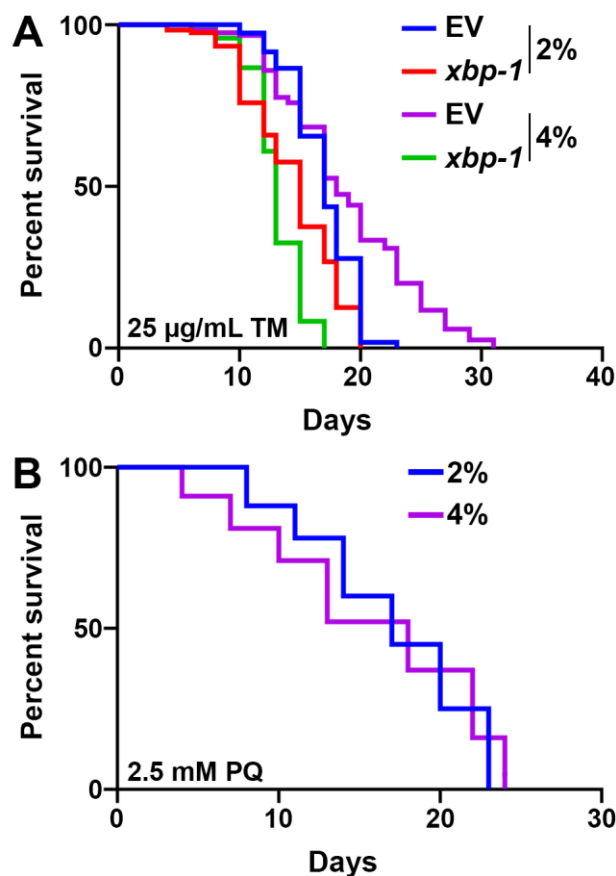 A
100
50
0
Percent survival
EV
xbp-1
2%
EV
xbp-1
4%
25 µg/mL TM
0 10 20 30 40
Days
B
100
50
0
Percent survival
2%
4%
2.5 mM PQ
0 10 20 30
Days